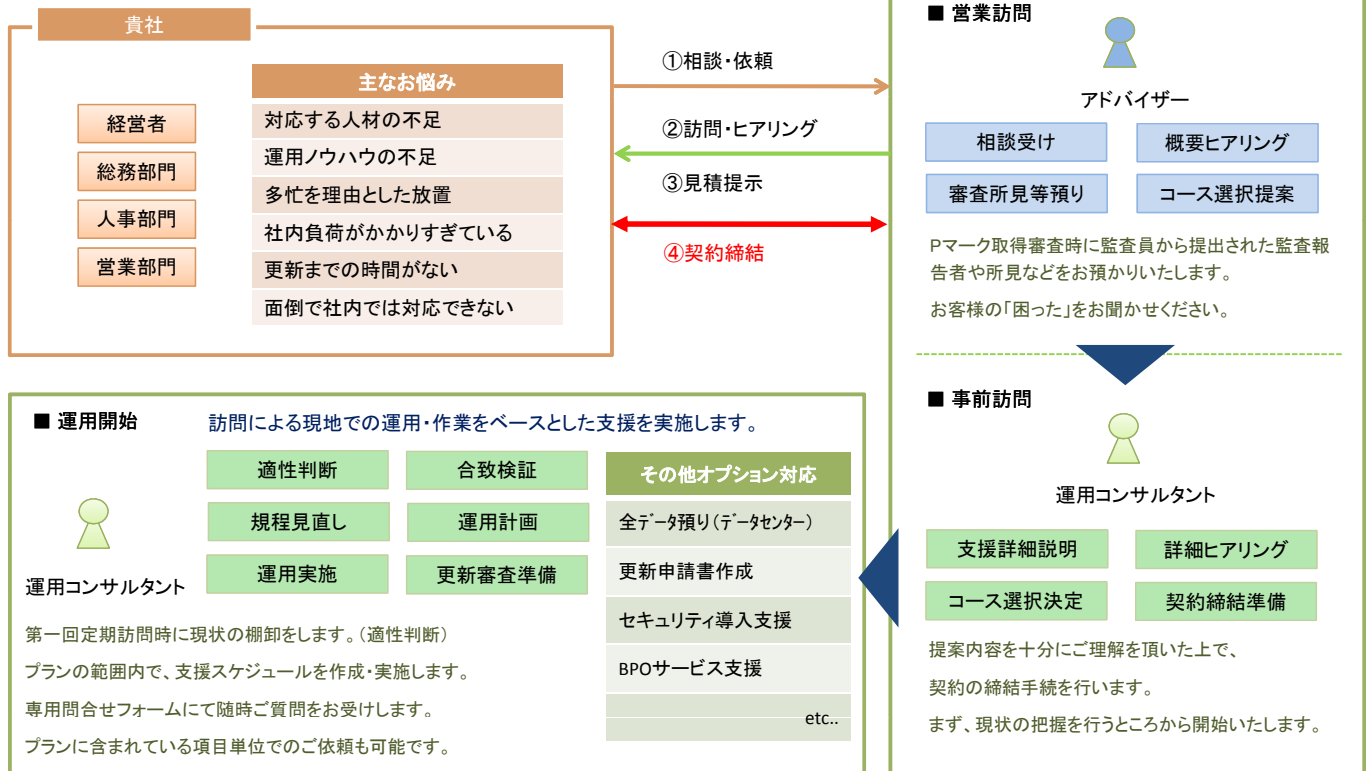 貴社
経営者
総務部門
人事部門
営業部門
主なお悩み
対応する人材の不足
運用ノウハウの不足
多忙を理由とした放置
社内負荷がかかりすぎている
更新までの時間がない
面倒で社内では対応できない
①相談・依頼
②訪問・ヒアリング
③見積提示
④契約締結
■ 営業訪問
アドバイザー
相談受け
概要ヒアリング
審査所見等預り
コース選択提案
Pマーク取得審査時に監査員から提出された監査報
告者や所見などをお預かりいたします。
お客様の「困った」をお聞かせください。
■ 事前訪問
運用コンサルタント
支援詳細説明
詳細ヒアリング
コース選択決定
契約締結準備
提案内容を十分にご理解を頂いた上で、
契約の締結手続を行います。
まず、現状の把握を行うところから開始いたします。
■ 運用開始
訪問による現地での運用・作業をベースとした支援を実施します。
運用コンサルタント
適性判断
合致検証
規程見直し
運用計画
運用実施
更新審査準備
その他オプション対応
全ﾃﾞｰﾀ預り(ﾃﾞｰﾀｾﾝﾀｰ)
更新申請書作成
セキュリティ導入支援
BPOサービス支援
etc..
第一回定期訪問時に現状の棚卸をします。(適性判断)
プランの範囲内で、支援スケジュールを作成・実施します。
専用問合せフォームにて随時ご質問をお受けします。
プランに含まれている項目単位でのご依頼も可能です。